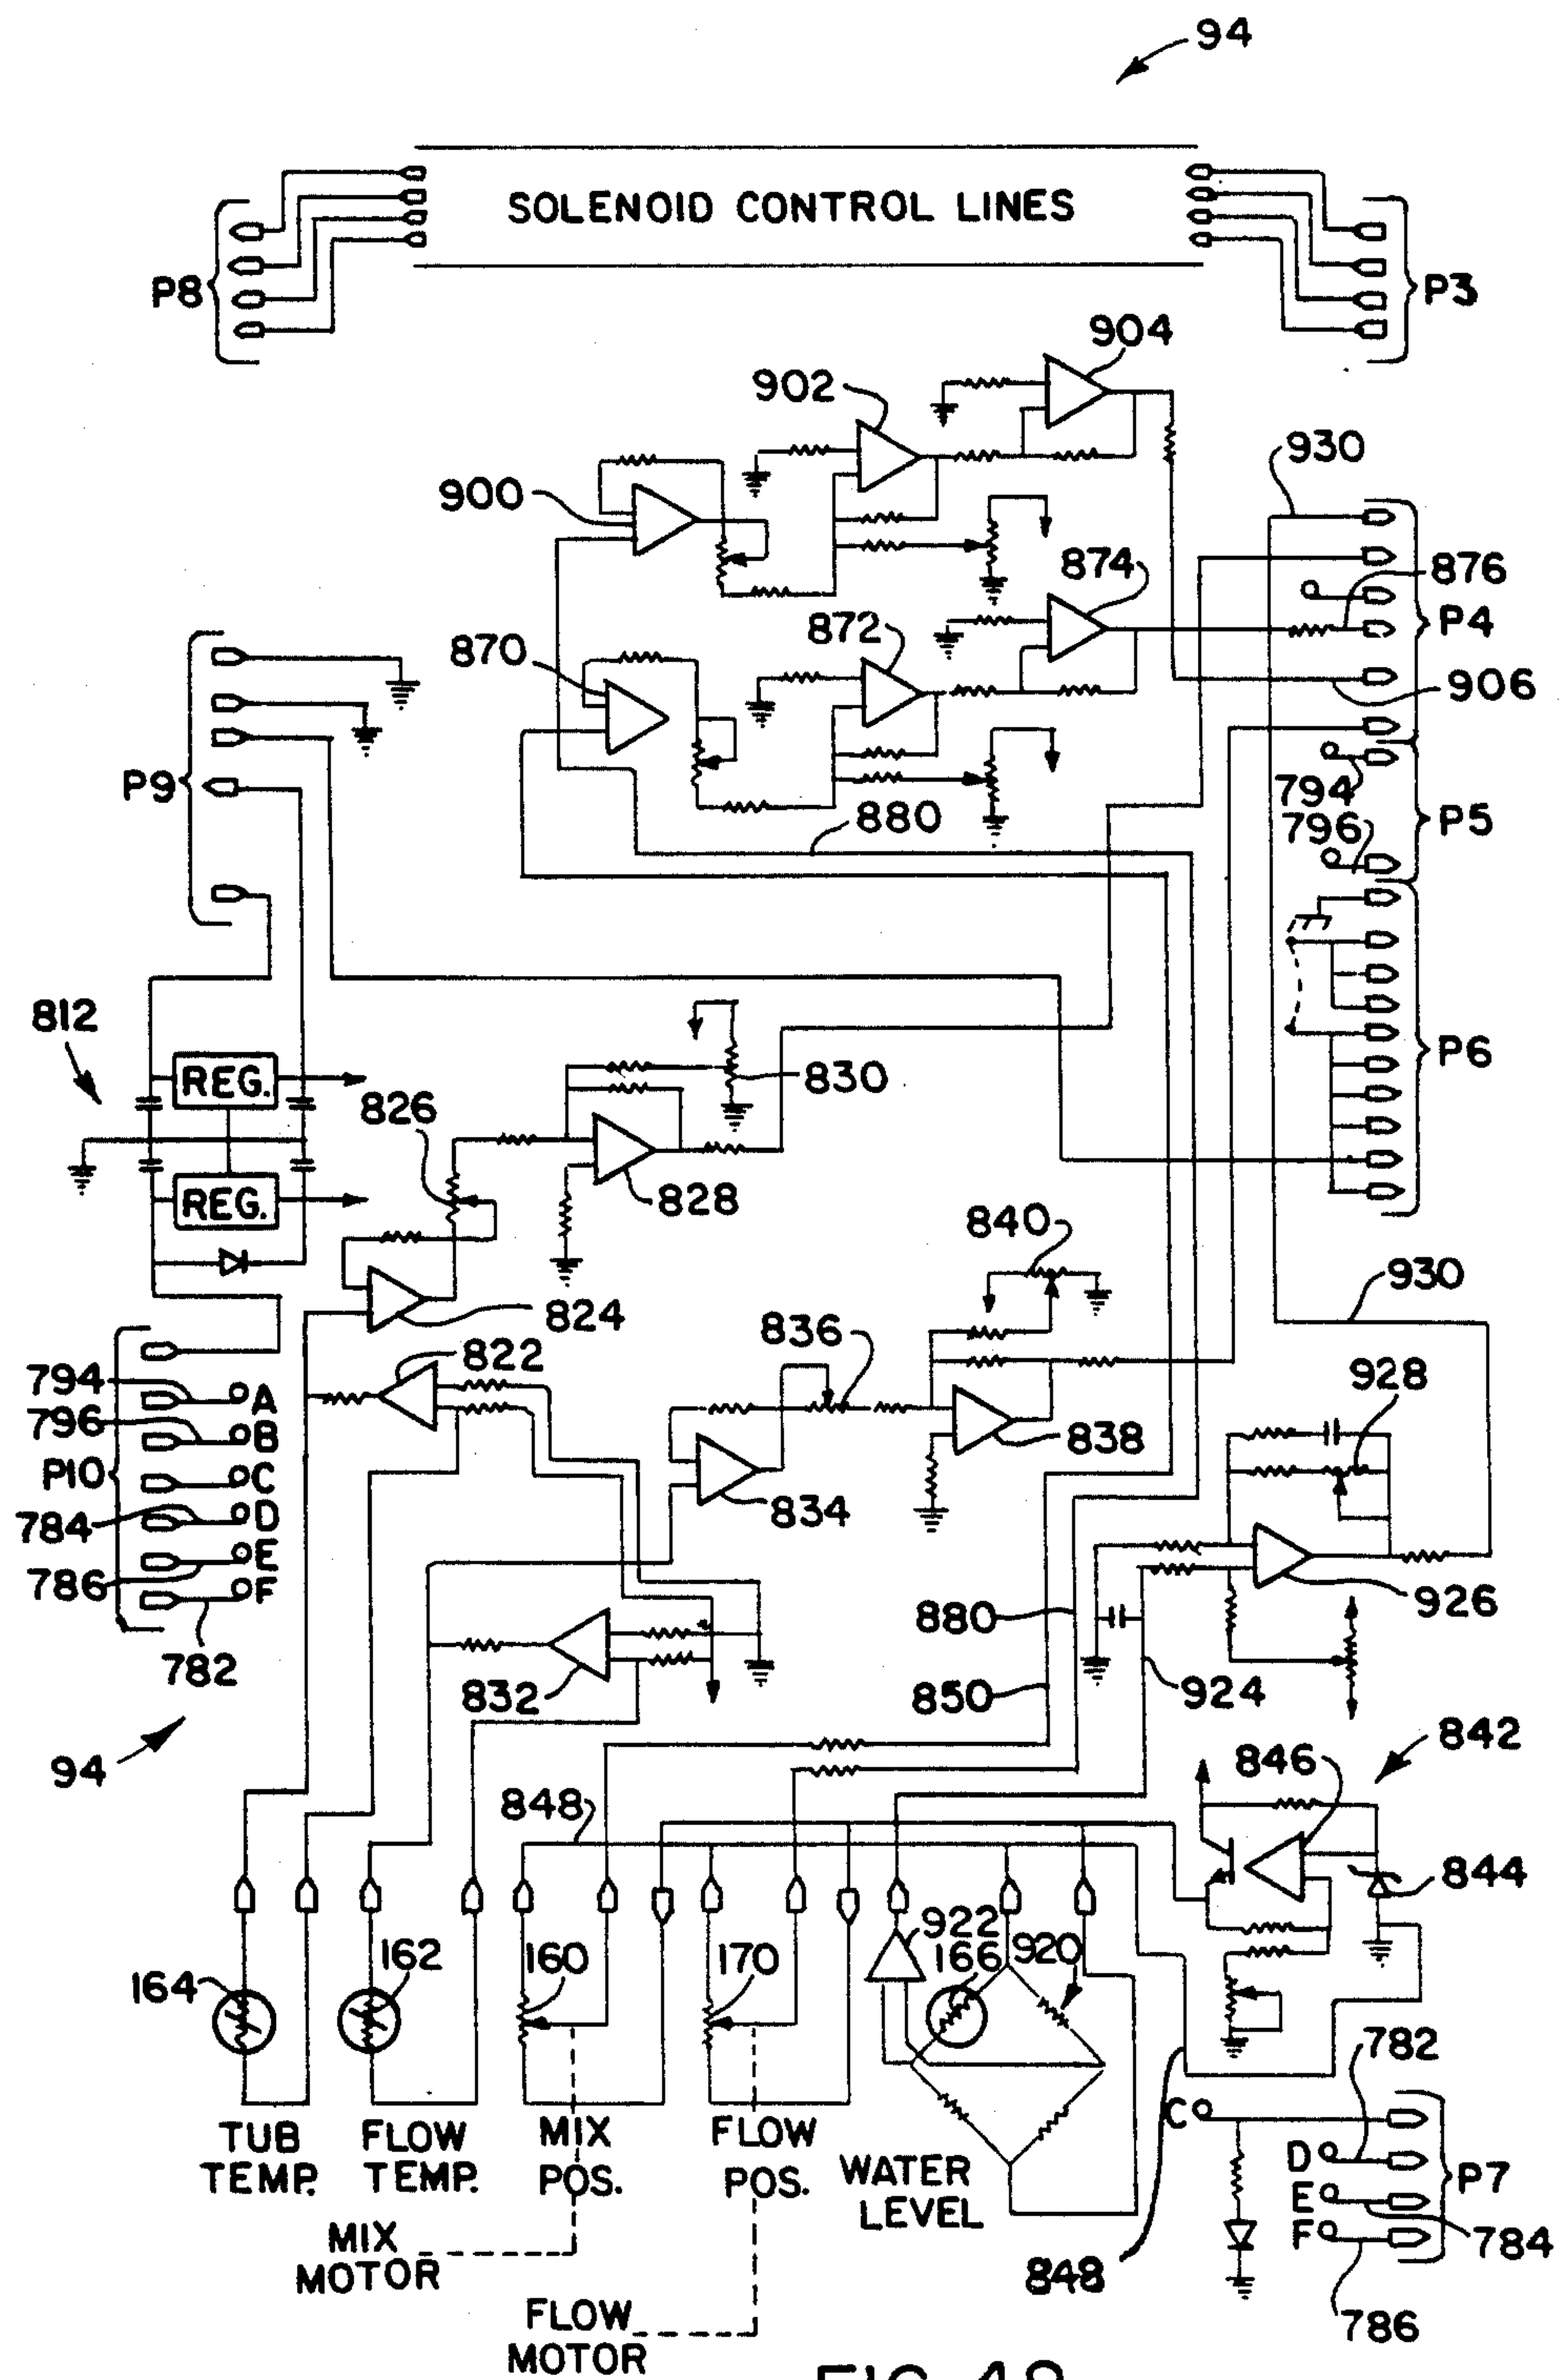 94
SOLENOID CONTROL LINES
P8
P3
904
902
930
900
874
876
P4
872
870
906
P9
794
880
796
P5
812
REG.
826
830
P6
REG.
828
840
824
930
822
836
794
A
928
796
B
838
P10
C
834
784
D
E
786
F
926
880
782
832
850
924
94
842
846
848
844
922
162
160
170
166
920
164
782
TUB TEMP.
FLOW TEMP.
MIX POS.
FLOW POS.
WATER LEVEL
C
D
P7
E
784
F
MIX MOTOR
848
786
FLOW MOTOR